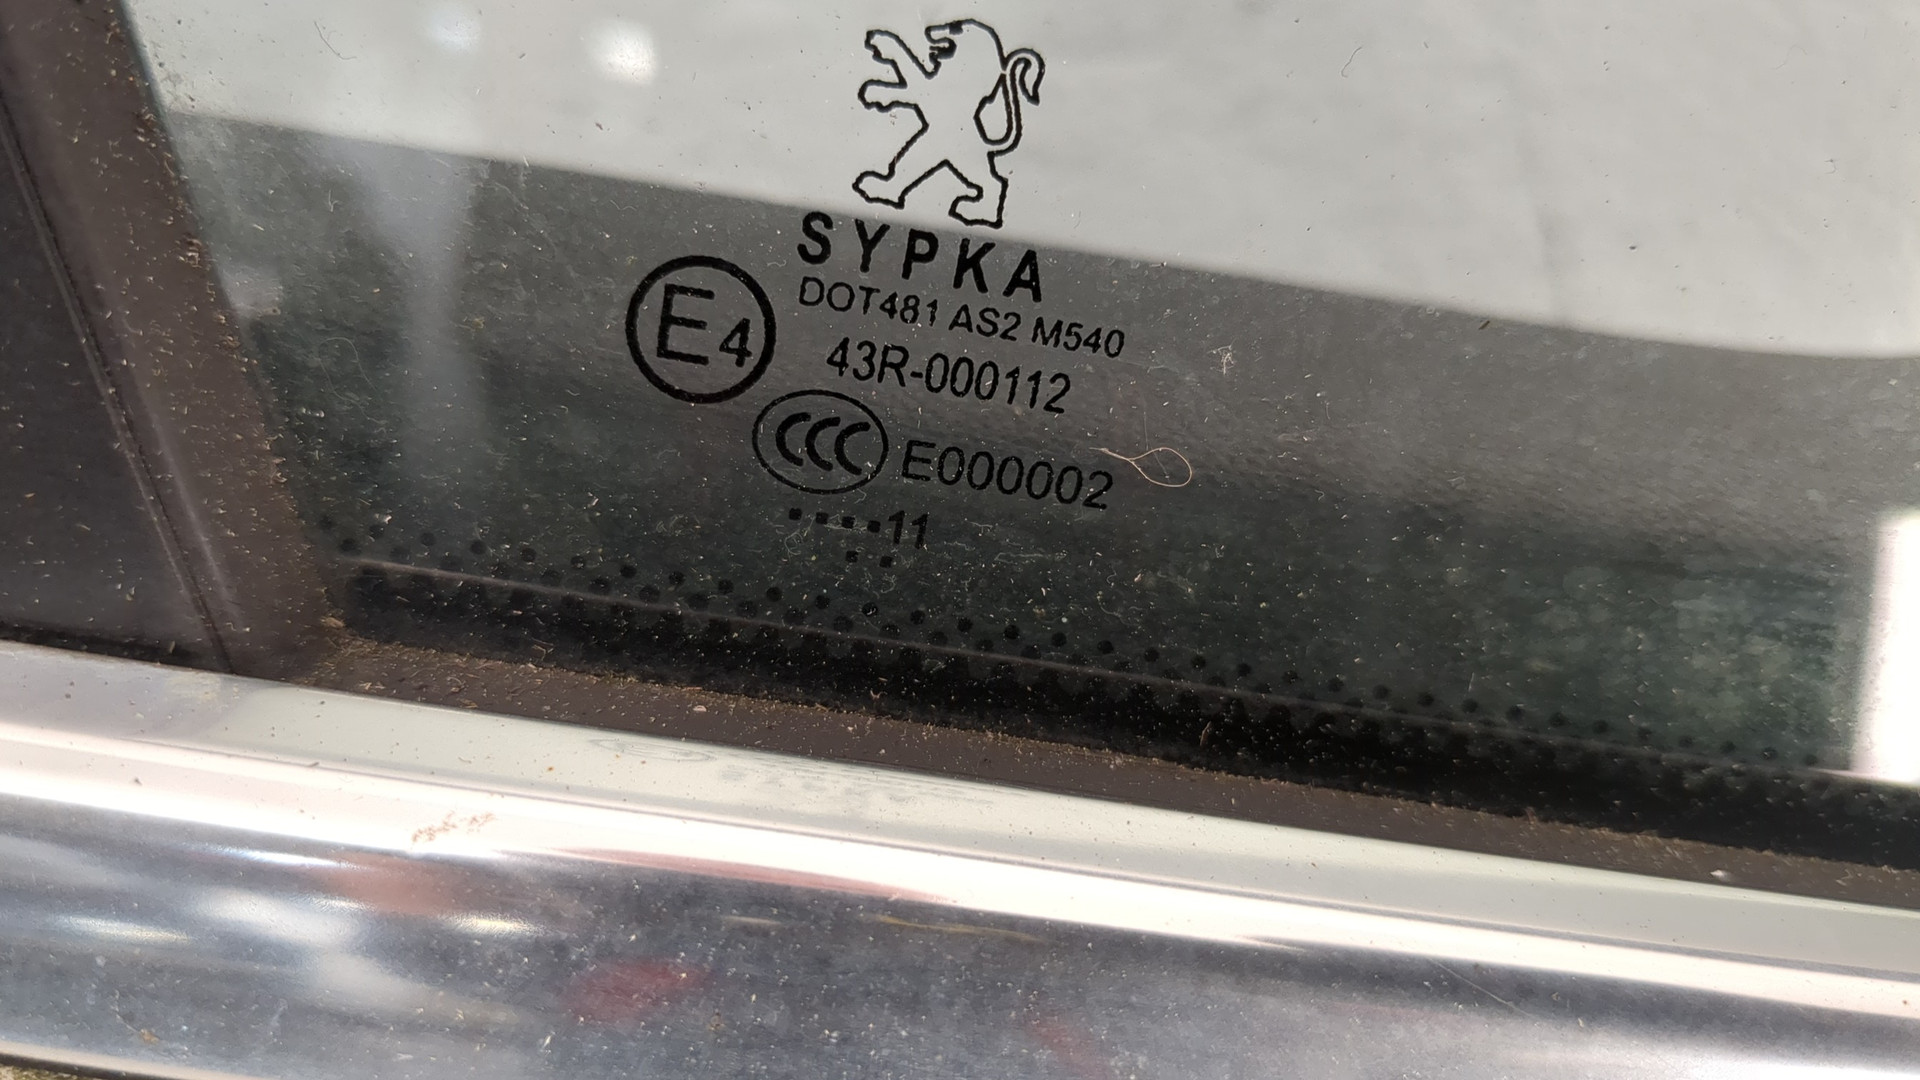 SYPKA
DOT481 AS2 M540
E4
43R-000112
CCC E000002
....11
..